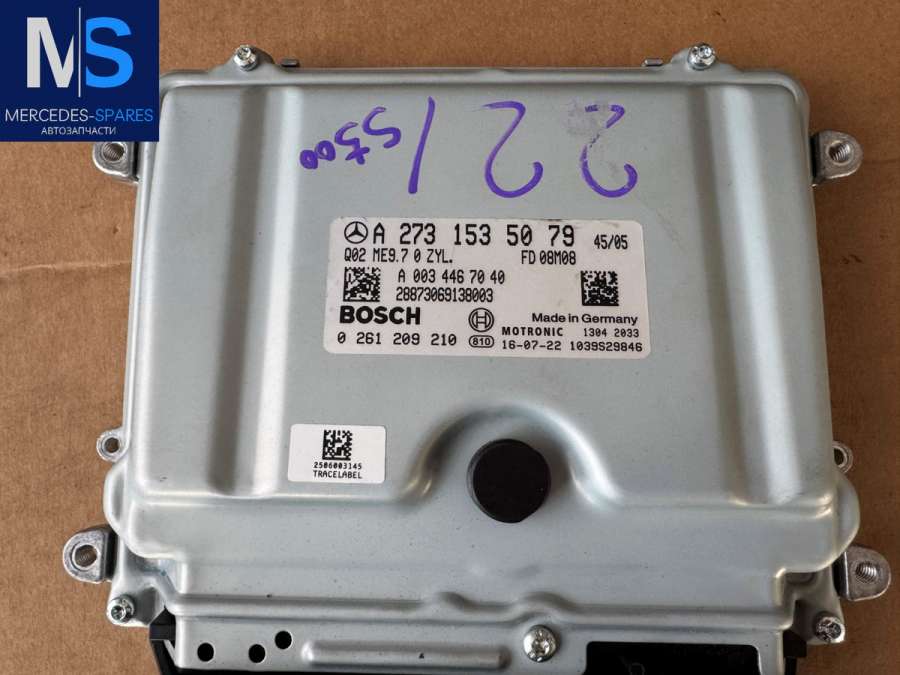 MS
MERCEDES-SPARES
АВТОЗАПЧАСТИ
221
S500
A 273 153 50 79 45/05
Q02 ME9.7 0 ZYL. FD 08M08
A 003 446 70 40
28873069138003
BOSCH Made in Germany
MOTRONIC 1304 2033
0 261 209 210 810 16-07-22 1039S29846
2506003145
TRACELABEL